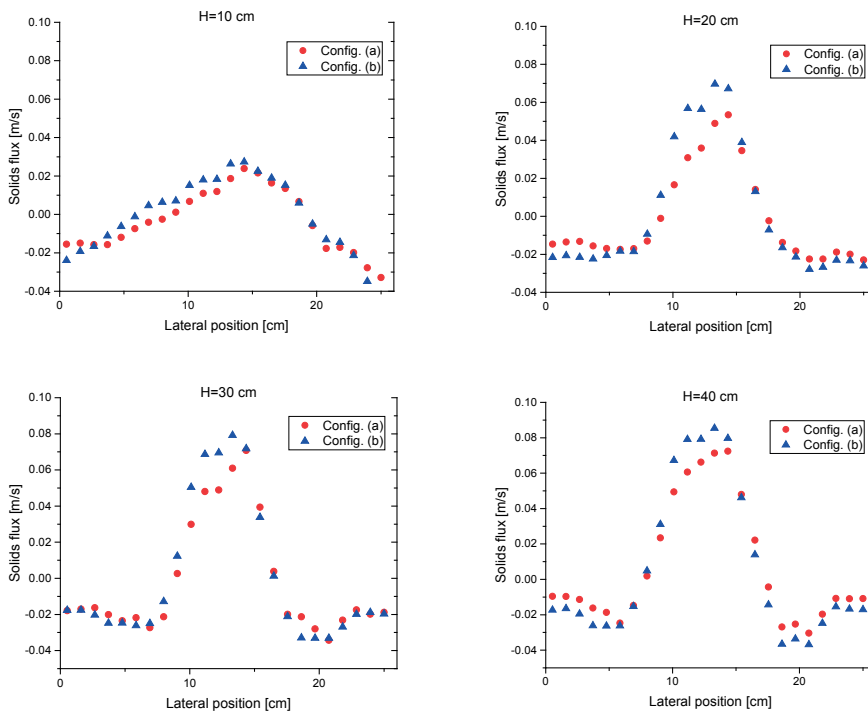 H=10 cm
0.10
0.08
0.06
0.04
0.02
0.00
-0.02
-0.04
Solids flux [m/s]
Config. (a)
Config. (b)
0
10
20
Lateral position [cm]
H=20 cm
0.10
0.08
0.06
0.04
0.02
0.00
-0.02
-0.04
Solids flux [m/s]
Config. (a)
Config. (b)
0
10
20
Lateral position [cm]
H=30 cm
0.10
0.08
0.06
0.04
0.02
0.00
-0.02
-0.04
Solids flux [m/s]
Config. (a)
Config. (b)
0
10
20
Lateral position [cm]
H=40 cm
0.10
0.08
0.06
0.04
0.02
0.00
-0.02
-0.04
Solids flux [m/s]
Config. (a)
Config. (b)
0
10
20
Lateral position [cm]